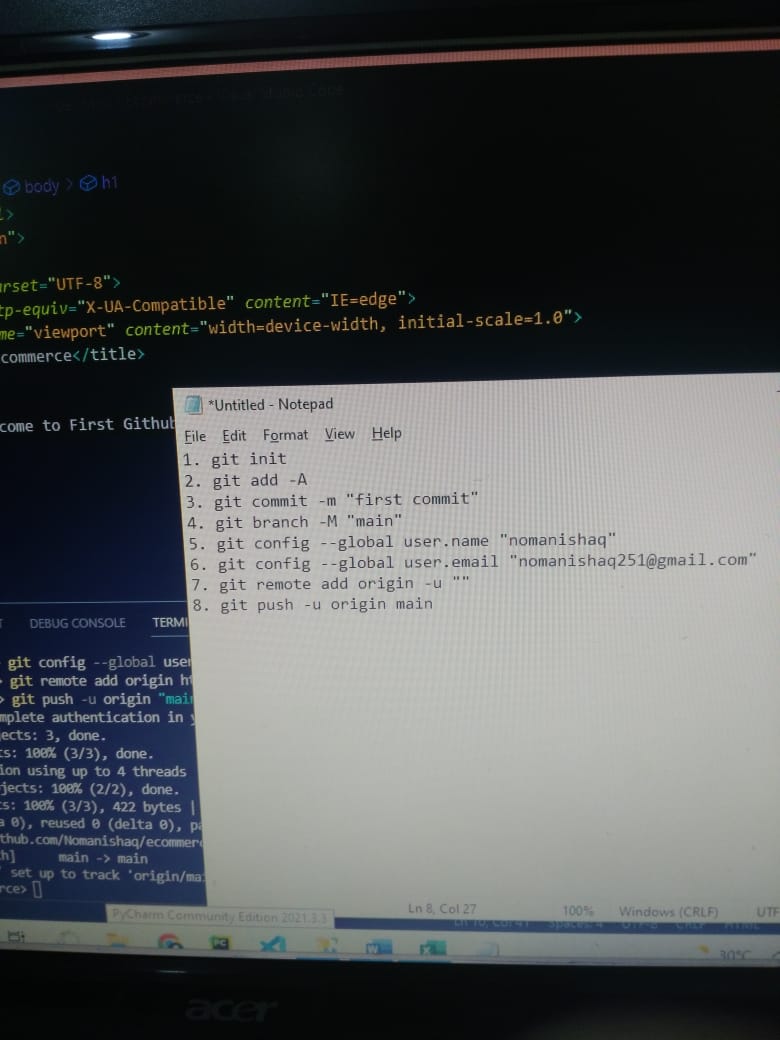 body > h1
">
rset="UTF-8">
tp-equiv="X-UA-Compatible" content="IE=edge">
me="viewport" content="width=device-width, initial-scale=1.0">
commerce</title>
come to First Github
*Untitled - Notepad
File Edit Format View Help
1. git init
2. git add -A
3. git commit -m "first commit"
4. git branch -M "main"
5. git config --global user.name "nomanishaq"
6. git config --global user.email "nomanishaq251@gmail.com"
7. git remote add origin -u ""
8. git push -u origin main
DEBUG CONSOLE TERMI
git config --global user
> git remote add origin ht
> git push -u origin "main
mplete authentication in y
ects: 3, done.
ts: 100% (3/3), done.
ion using up to 4 threads
jects: 100% (2/2), done.
ts: 100% (3/3), 422 bytes |
a 0), reused 0 (delta 0), pa
thub.com/Nomanishaq/ecommerc
h] main -> main
set up to track 'origin/ma
rce>
PyCharm Community Edition 2021.3.3
Ln 8, Col 27 100% Windows (CRLF) UTF
30°C
acer